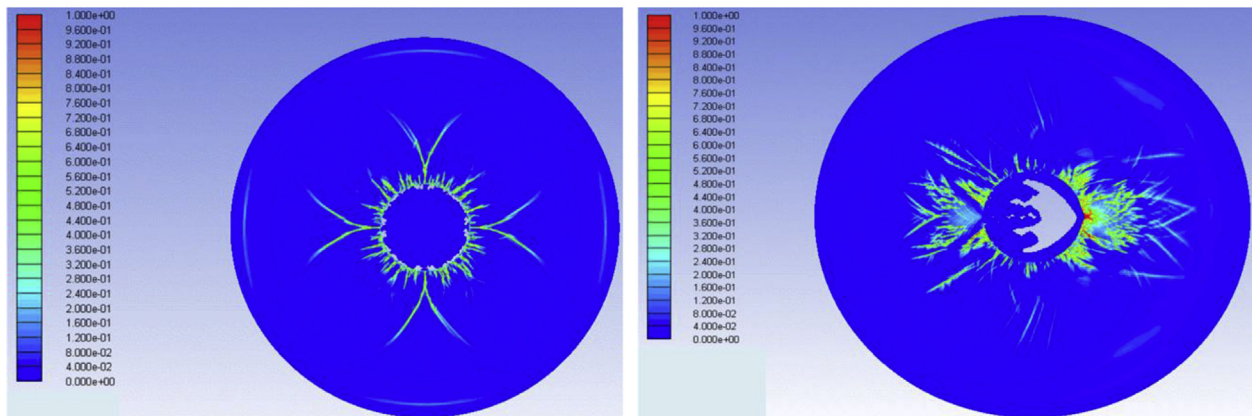 1.000e+00
9.600e-01
9.200e-01
8.800e-01
8.400e-01
8.000e-01
7.600e-01
7.200e-01
6.800e-01
6.400e-01
6.000e-01
5.600e-01
5.200e-01
4.800e-01
4.400e-01
4.000e-01
3.600e-01
3.200e-01
2.800e-01
2.400e-01
2.000e-01
1.600e-01
1.200e-01
8.000e-02
4.000e-02
0.000e+00
1.000e+00
9.600e-01
9.200e-01
8.800e-01
8.400e-01
8.000e-01
7.600e-01
7.200e-01
6.800e-01
6.400e-01
6.000e-01
5.600e-01
5.200e-01
4.800e-01
4.400e-01
4.000e-01
3.600e-01
3.200e-01
2.800e-01
2.400e-01
2.000e-01
1.600e-01
1.200e-01
8.000e-02
4.000e-02
0.000e+00